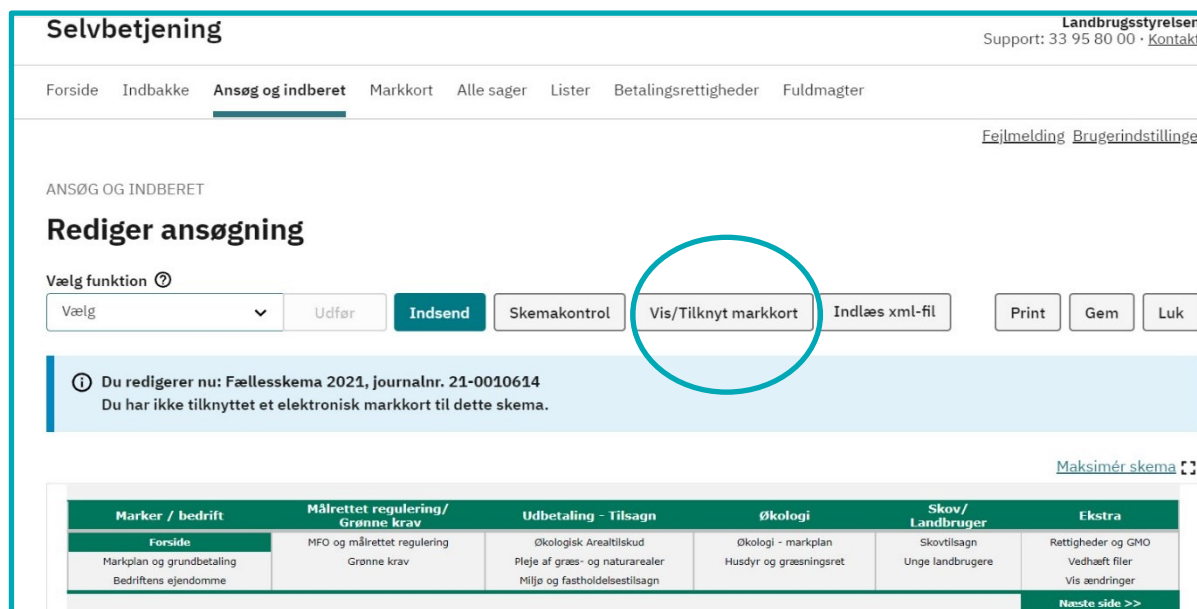 Selvbetjening
Landbrugsstyrelsen
Support: 33 95 80 00 · Kontakt
Forside Indbakke Ansøg og indberet Markkort Alle sager Lister Betalingsrettigheder Fuldmagter
Fejlmelding Brugerindstillinge
ANSØG OG INDBERET
Rediger ansøgning
Vælg funktion
Vælg Udfør Indsend Skemakontrol Vis/Tilknyt markkort Indlæs xml-fil Print Gem Luk
Du redigerer nu: Fællesskema 2021, journalnr. 21-0010614
Du har ikke tilknyttet et elektronisk markkort til dette skema.
Maksimér skema
Marker / bedrift Målrettet regulering/ Grønne krav Udbetaling - Tilsagn Økologi Skov/ Landbruger Ekstra
Forside MFO og målrettet regulering Økologisk Arealtilskud Økologi - markplan Skovtilsagn Rettigheder og GMO
Markplan og grundbetaling Grønne krav Pleje af græs- og naturarealer Husdyr og græsningsret Unge landbrugere Vedhæft filer
Bedriftens ejendomme Miljø og fastholdelsestilsagn Vis ændringer
Næste side >>